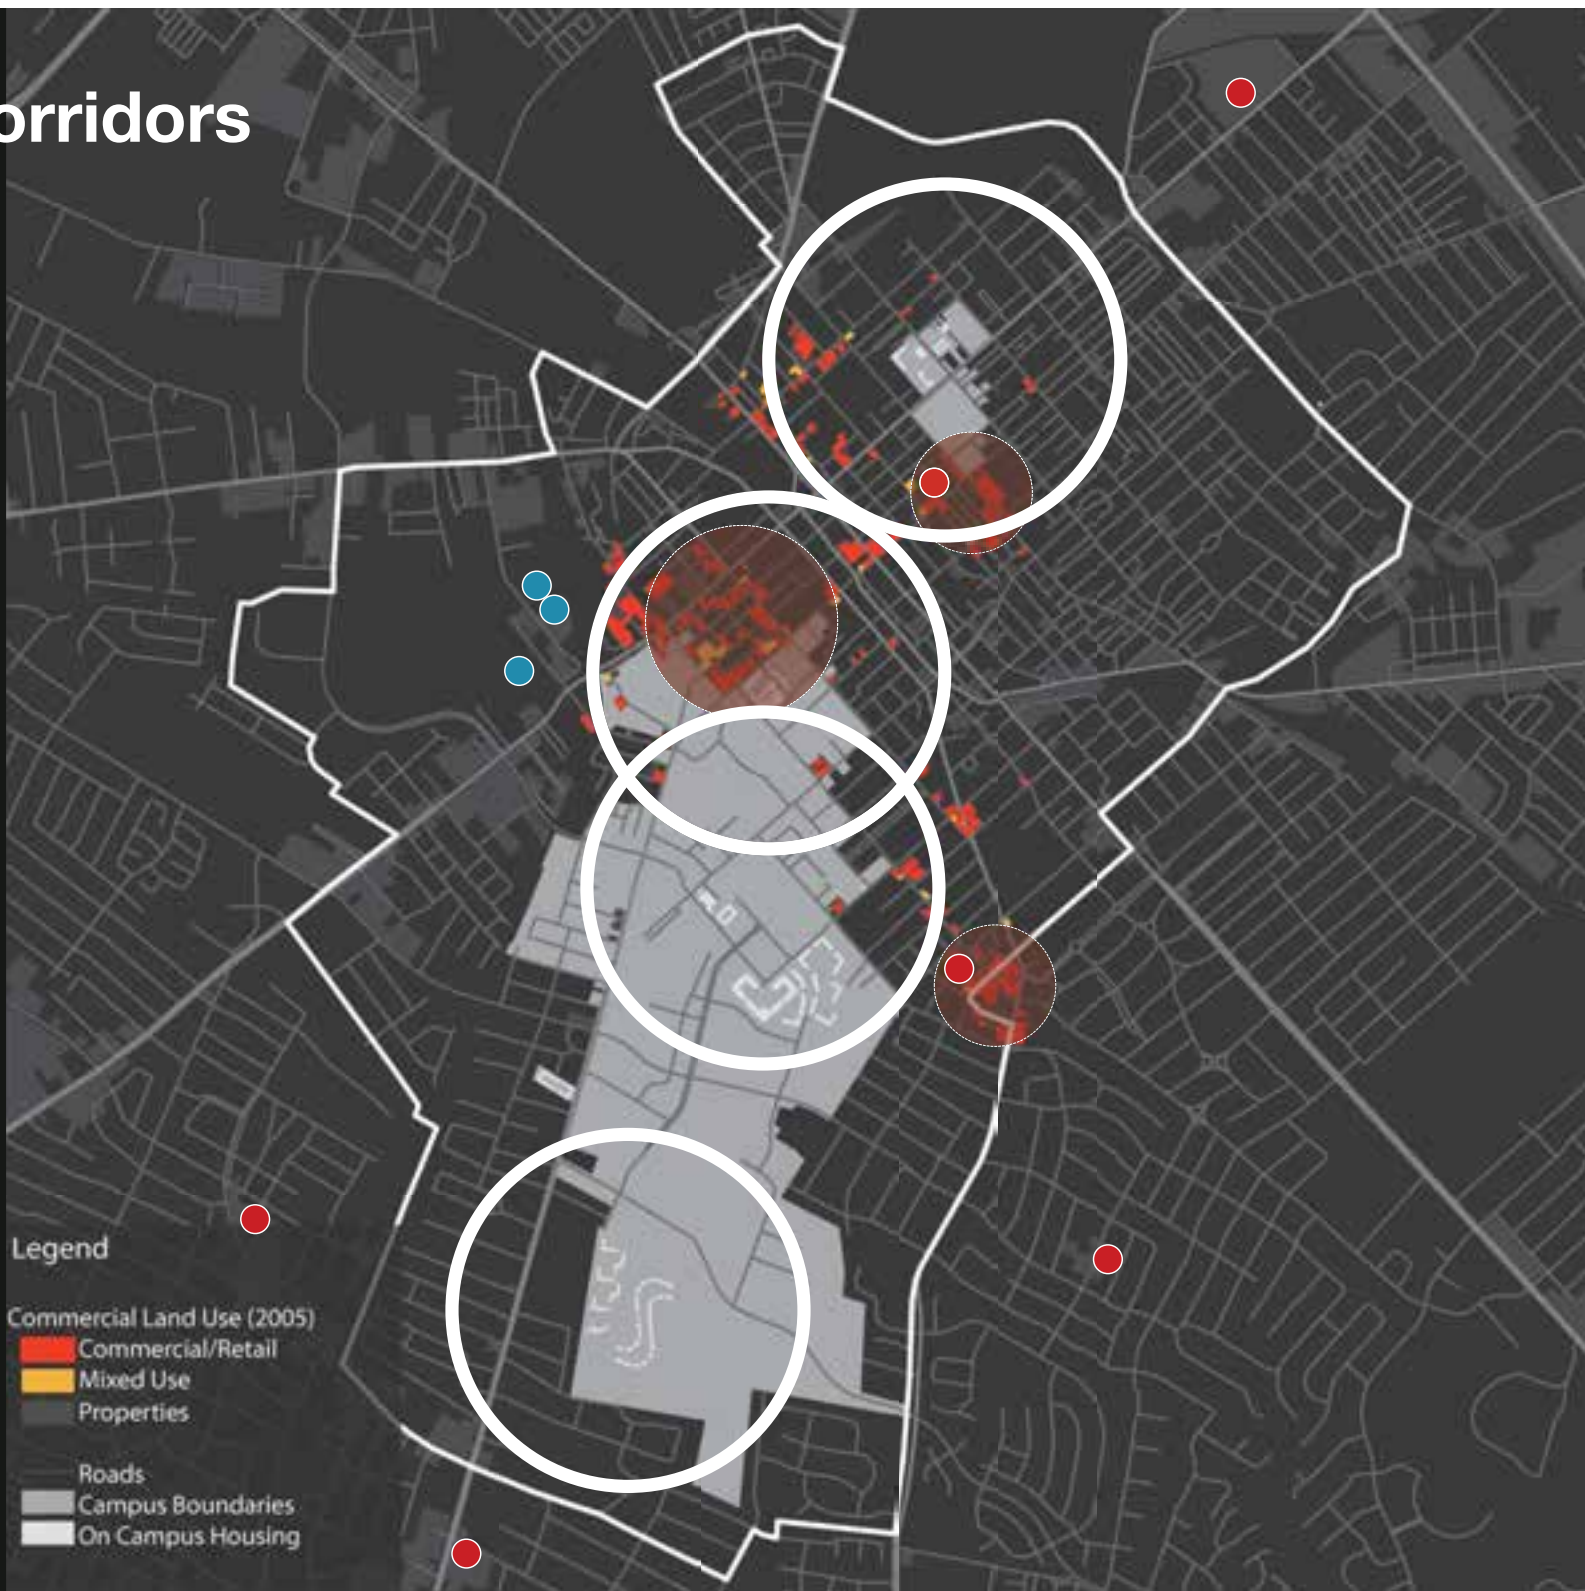 orridors
Legend
Commercial Land Use (2005)
Commercial/Retail
Mixed Use
Properties
Roads
Campus Boundaries
On Campus Housing